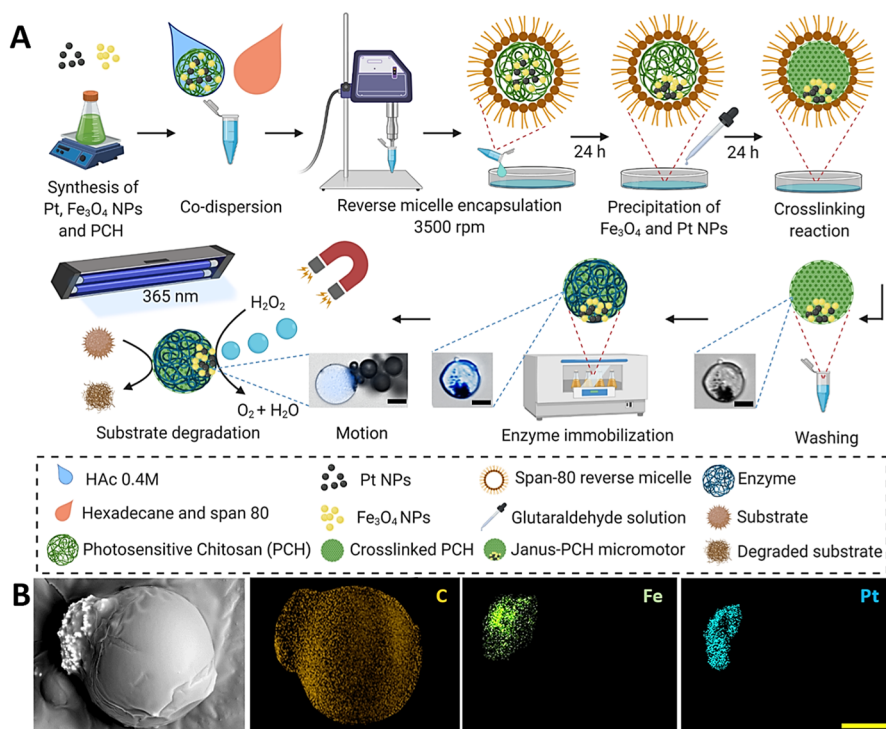 A
Synthesis of
Pt, Fe₃O₄ NPs
and PCH
Co-dispersion
Reverse micelle encapsulation
3500 rpm
24 h
Precipitation of
Fe₃O₄ and Pt NPs
24 h
Crosslinking
reaction
365 nm
H₂O₂
O₂ + H₂O
Substrate degradation
Motion
Enzyme immobilization
Washing
HAc 0.4M
Pt NPs
Span-80 reverse micelle
Enzyme
Hexadecane and span 80
Fe₃O₄ NPs
Glutaraldehyde solution
Substrate
Photosensitive Chitosan (PCH)
Crosslinked PCH
Janus-PCH micromotor
Degraded substrate
B
C
Fe
Pt